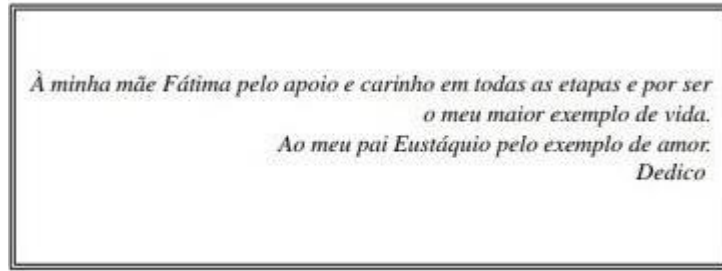 À minha mãe Fátima pelo apoio e carinho em todas as etapas e por ser
o meu maior exemplo de vida.
Ao meu pai Eustáquio pelo exemplo de amor.
Dedico